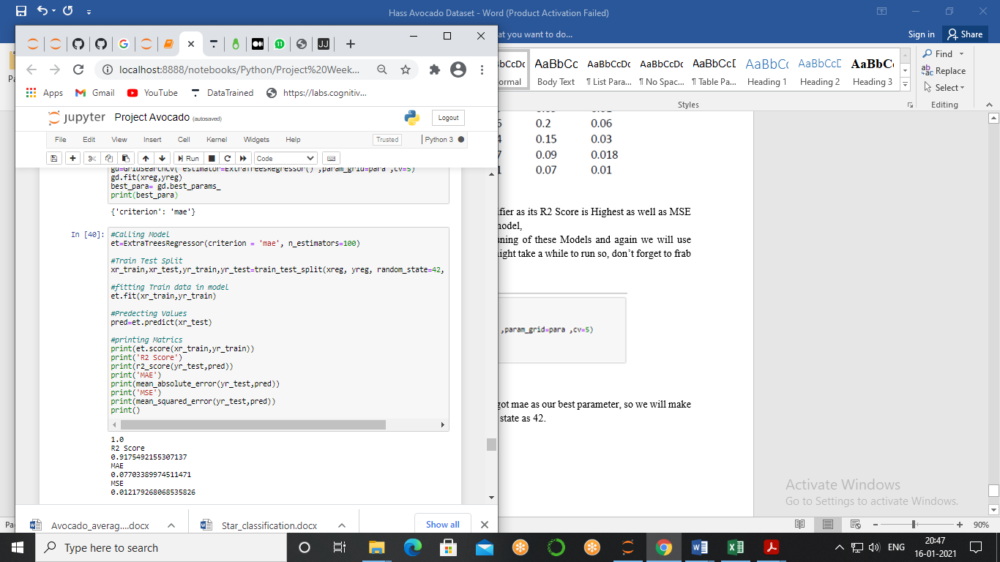 Hass Avocado Dataset - Word (Product Activation Failed)
at you want to do...
Sign in
Share
localhost:8888/notebooks/Python/Project%20Week...
Apps
Gmail
YouTube
DataTrained
https://labs.cognitiv...
jupyter Project Avocado (autosaved)
Logout
File Edit View Insert Cell Kernel Widgets Help
Trusted
Python 3
Run
Code
gd=GridSearchCV( estimator=ExtraTreesRegressor() ,param_grid=para ,cv=5)
gd.fit(xreg,yreg)
best_para= gd.best_params_
print(best_para)
{'criterion': 'mae'}
In [40]:
#Calling Model
et=ExtraTreesRegressor(criterion = 'mae', n_estimators=100)
#Train Test Split
xr_train,xr_test,yr_train,yr_test=train_test_split(xreg, yreg, random_state=42,
#fitting Train data in model
et.fit(xr_train,yr_train)
#Predecting Values
pred=et.predict(xr_test)
#printing Matrics
print(et.score(xr_train,yr_train))
print('R2 Score')
print(r2_score(yr_test,pred))
print('MAE')
print(mean_absolute_error(yr_test,pred))
print('MSE')
print(mean_squared_error(yr_test,pred))
print()
1.0
R2 Score
0.9175492155307137
MAE
0.07703389974511471
MSE
0.012179268068535826
Avocado_averag....docx
Star_classification.docx
Show all
AaBbCc AaBbCcDc AaBbCcDc AaBbCcI AaBbC AaBbCcD AaBbC
ormal
Body Text
¶ List Para...
¶ No Spac...
¶ Table Pa...
Heading 1
Heading 2
Heading 3
Styles
Find
Replace
Select
Editing
0.2 0.06
0.15 0.03
0.09 0.018
0.07 0.01
ifier as its R2 Score is Highest as well as MSE
nodel,
uning of these Models and again we will use
ight take a while to run so, don't forget to frab
,param_grid=para ,cv=5)
got mae as our best parameter, so we will make
state as 42.
Activate Windows
Go to Settings to activate Windows.
90%
Type here to search
ENG
20:47
16-01-2021